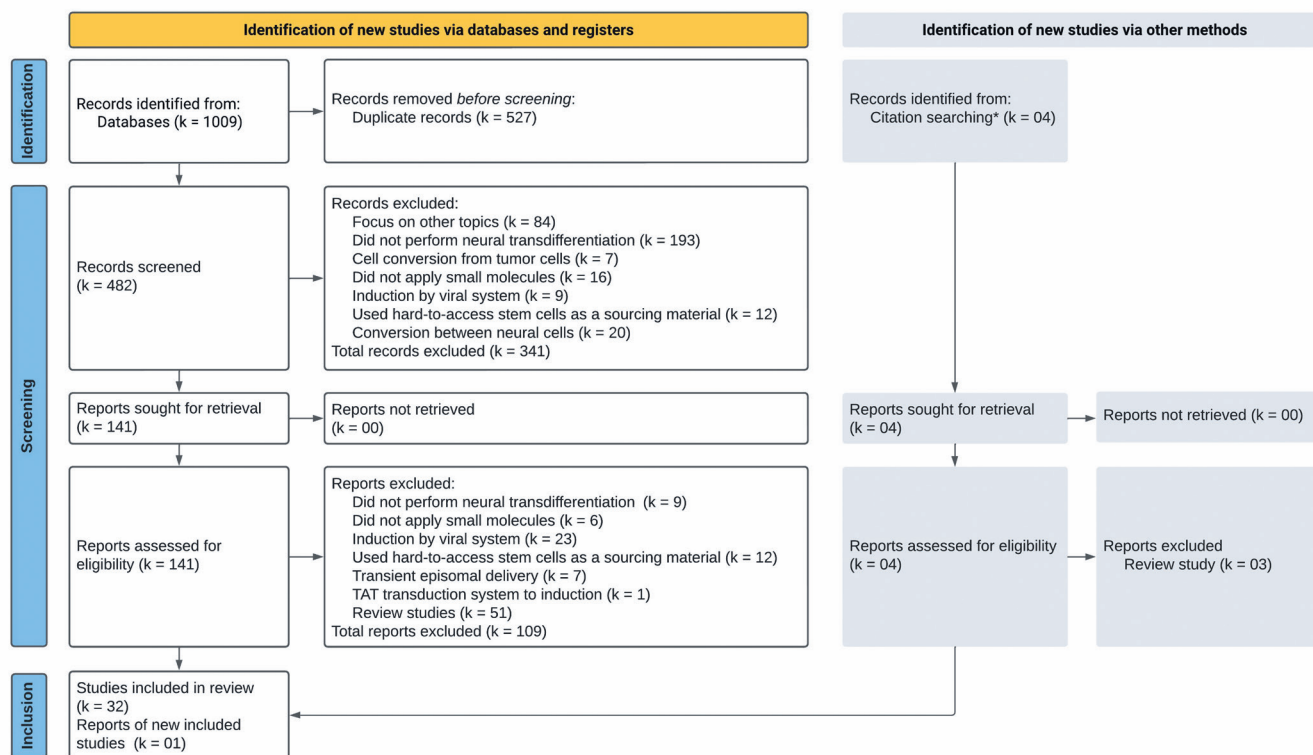 Identification of new studies via databases and registers
Identification of new studies via other methods
Identification
Records identified from:
Databases (k = 1009)
Records removed before screening:
Duplicate records (k = 527)
Records identified from:
Citation searching* (k = 04)
Screening
Records screened
(k = 482)
Records excluded:
Focus on other topics (k = 84)
Did not perform neural transdifferentiation (k = 193)
Cell conversion from tumor cells (k = 7)
Did not apply small molecules (k = 16)
Induction by viral system (k = 9)
Used hard-to-access stem cells as a sourcing material (k = 12)
Conversion between neural cells (k = 20)
Total records excluded (k = 341)
Reports sought for retrieval
(k = 141)
Reports not retrieved
(k = 00)
Reports sought for retrieval
(k = 04)
Reports not retrieved (k = 00)
Reports assessed for
eligibility (k = 141)
Reports excluded:
Did not perform neural transdifferentiation (k = 9)
Did not apply small molecules (k = 6)
Induction by viral system (k = 23)
Used hard-to-access stem cells as a sourcing material (k = 12)
Transient episomal delivery (k = 7)
TAT transduction system to induction (k = 1)
Review studies (k = 51)
Total reports excluded (k = 109)
Reports assessed for eligibility
(k = 04)
Reports excluded
Review study (k = 03)
Inclusion
Studies included in review
(k = 32)
Reports of new included
studies (k = 01)